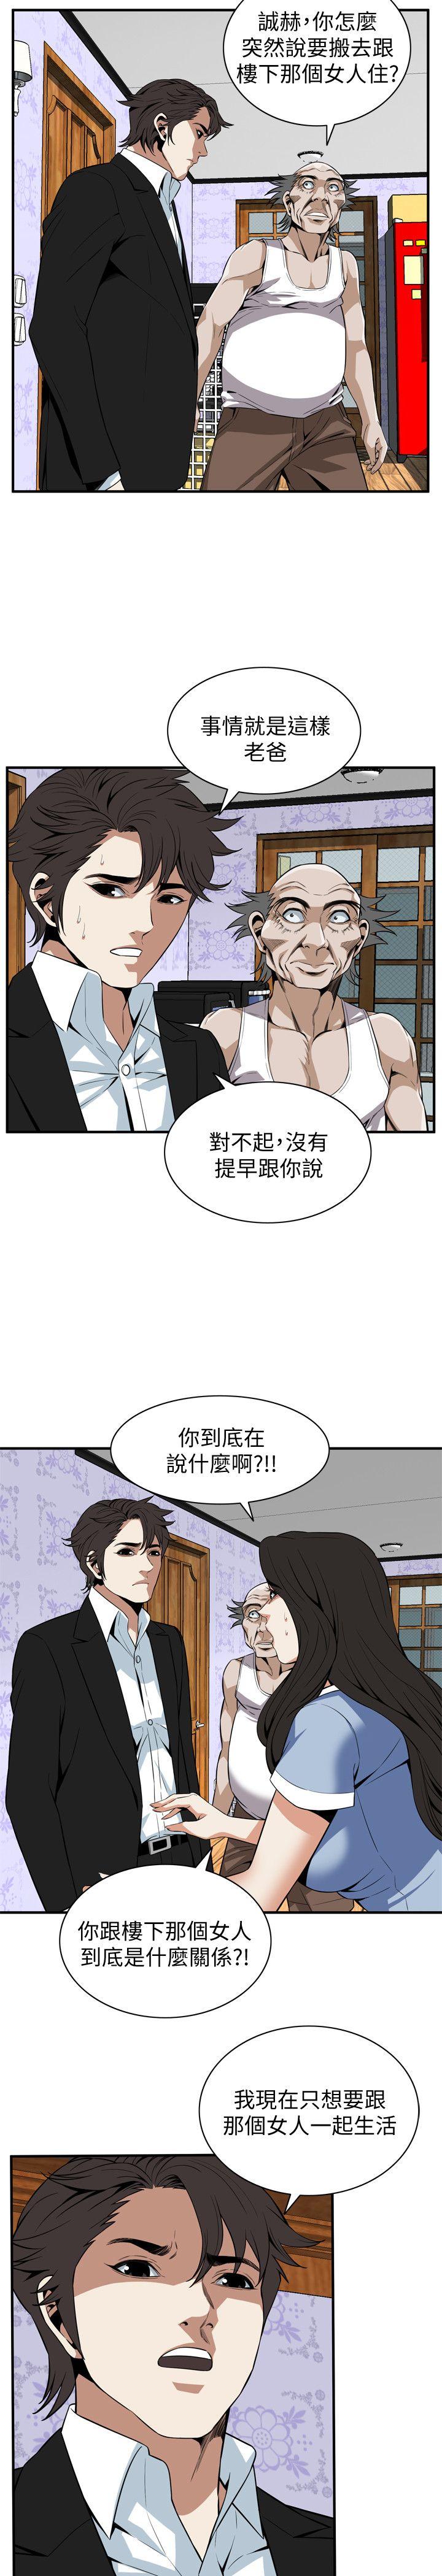 誠赫，你怎麼
突然說要搬去跟
樓下那個女人住?
事情就是這樣
老爸
對不起，沒有
提早跟你說
你到底在
說什麼啊?!!
你跟樓下那個女人
到底是什麼關係?!
我現在只想要跟
那個女人一起生活